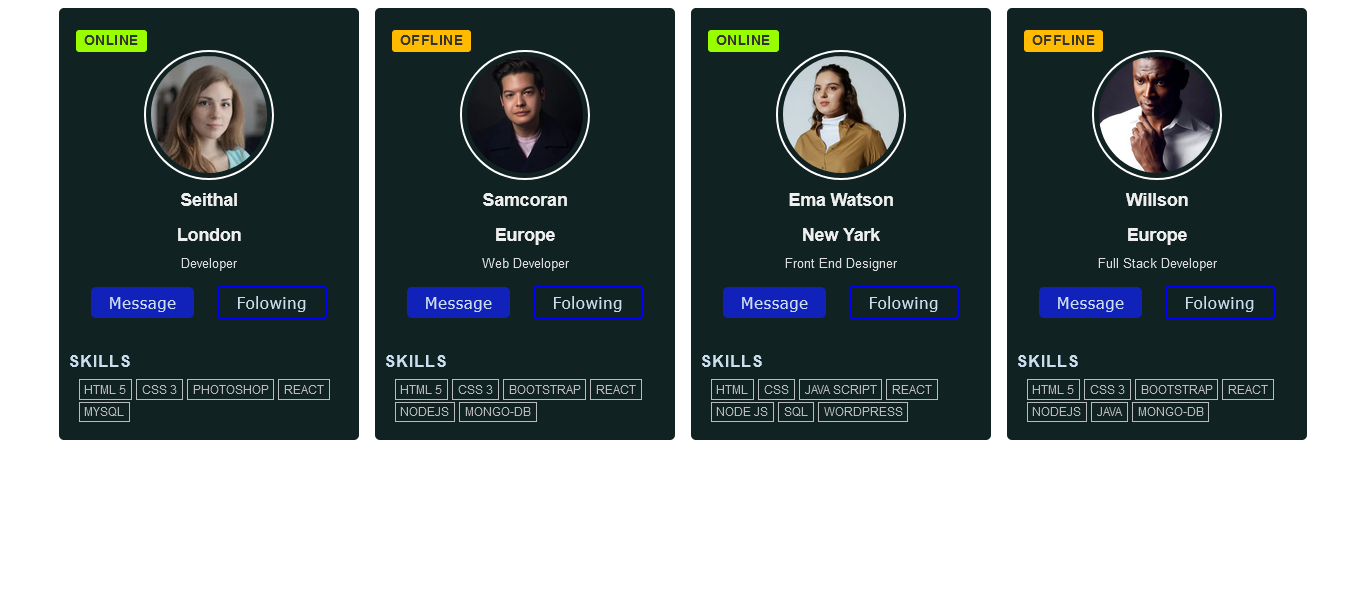 ONLINE
Seithal
London
Developer
Message Folowing
SKILLS
HTML 5 CSS 3 PHOTOSHOP REACT
MYSQL
OFFLINE
Samcoran
Europe
Web Developer
Message Folowing
SKILLS
HTML 5 CSS 3 BOOTSTRAP REACT
NODEJS MONGO-DB
ONLINE
Ema Watson
New Yark
Front End Designer
Message Folowing
SKILLS
HTML CSS JAVA SCRIPT REACT
NODE JS SQL WORDPRESS
OFFLINE
Willson
Europe
Full Stack Developer
Message Folowing
SKILLS
HTML 5 CSS 3 BOOTSTRAP REACT
NODEJS JAVA MONGO-DB